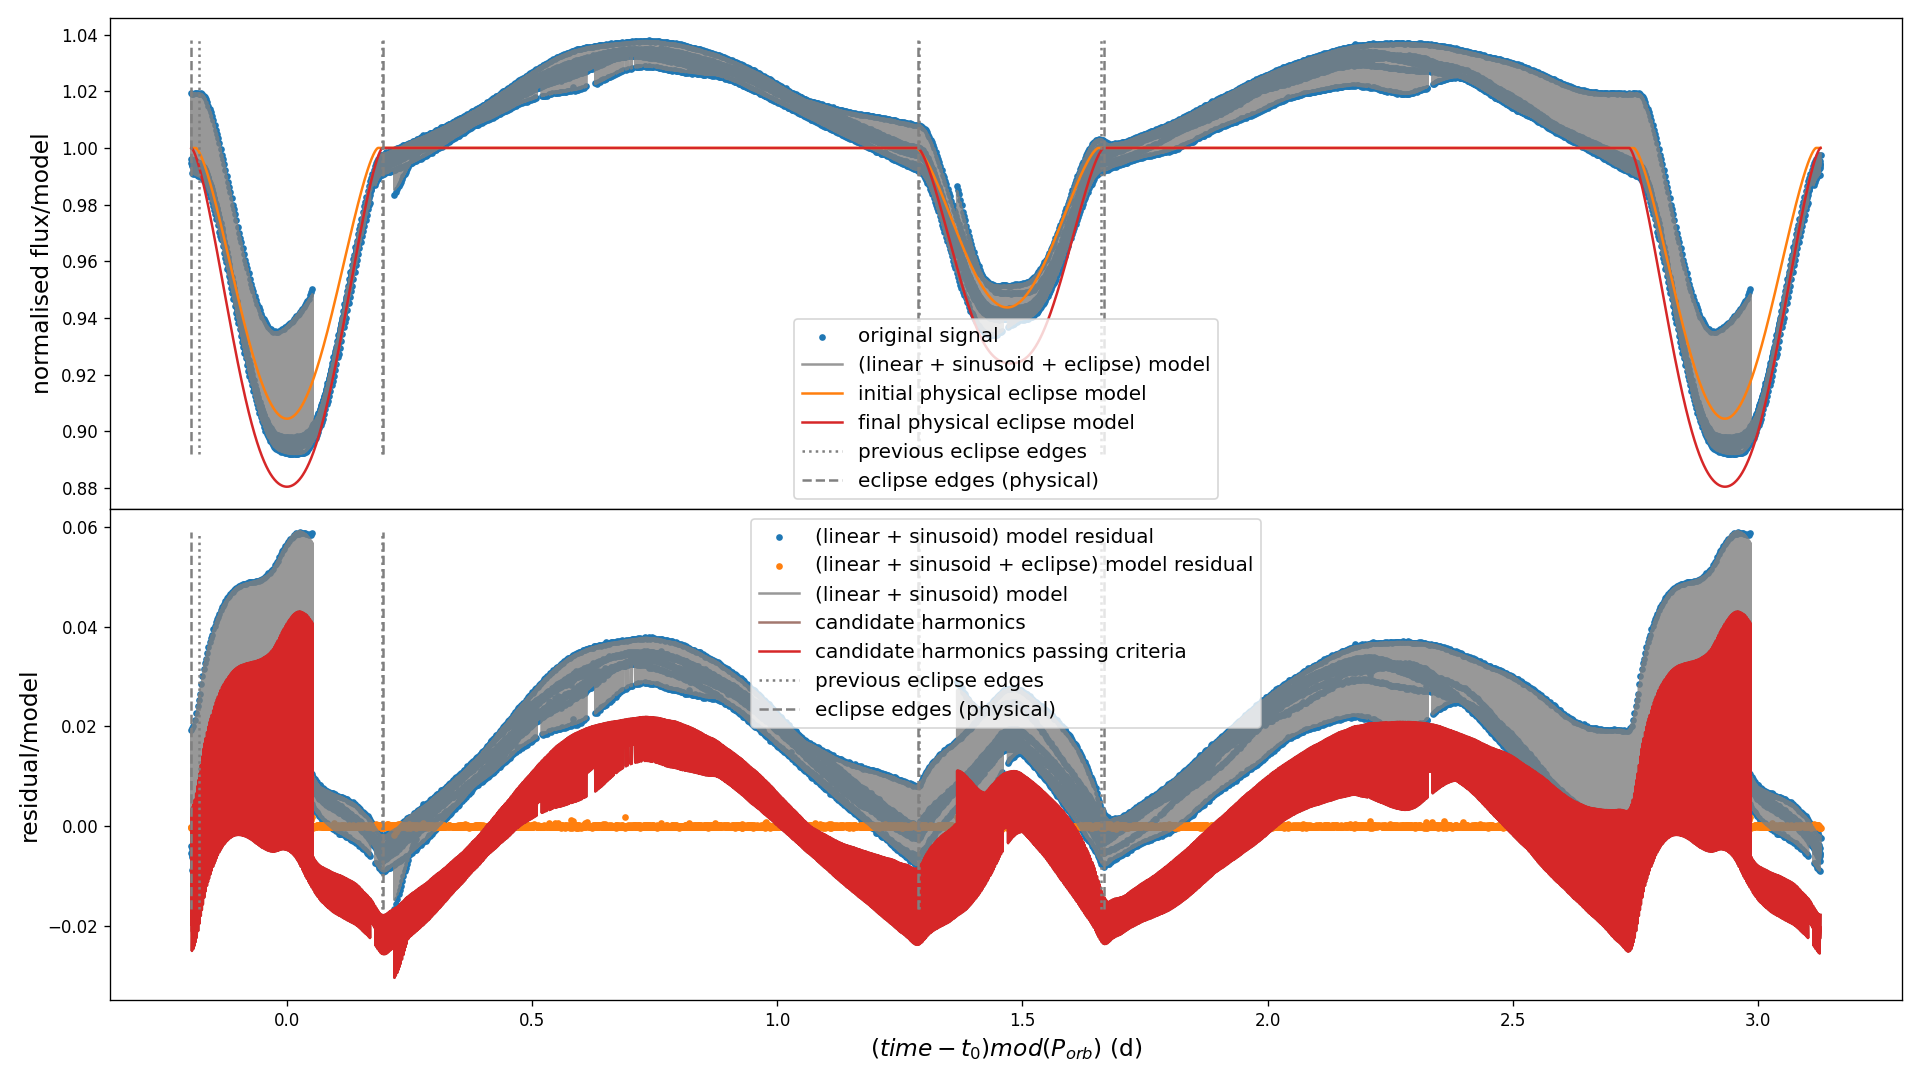 1.04
1.02
1.00
0.98
0.96
0.94
0.92
0.90
0.88
normalised flux/model
original signal
(linear + sinusoid + eclipse) model
initial physical eclipse model
final physical eclipse model
previous eclipse edges
eclipse edges (physical)
0.06
0.04
0.02
0.00
−0.02
residual/model
(linear + sinusoid) model residual
(linear + sinusoid + eclipse) model residual
(linear + sinusoid) model
candidate harmonics
candidate harmonics passing criteria
previous eclipse edges
eclipse edges (physical)
0.0 0.5 1.0 1.5 2.0 2.5 3.0
(time − t₀)mod(P_orb) (d)